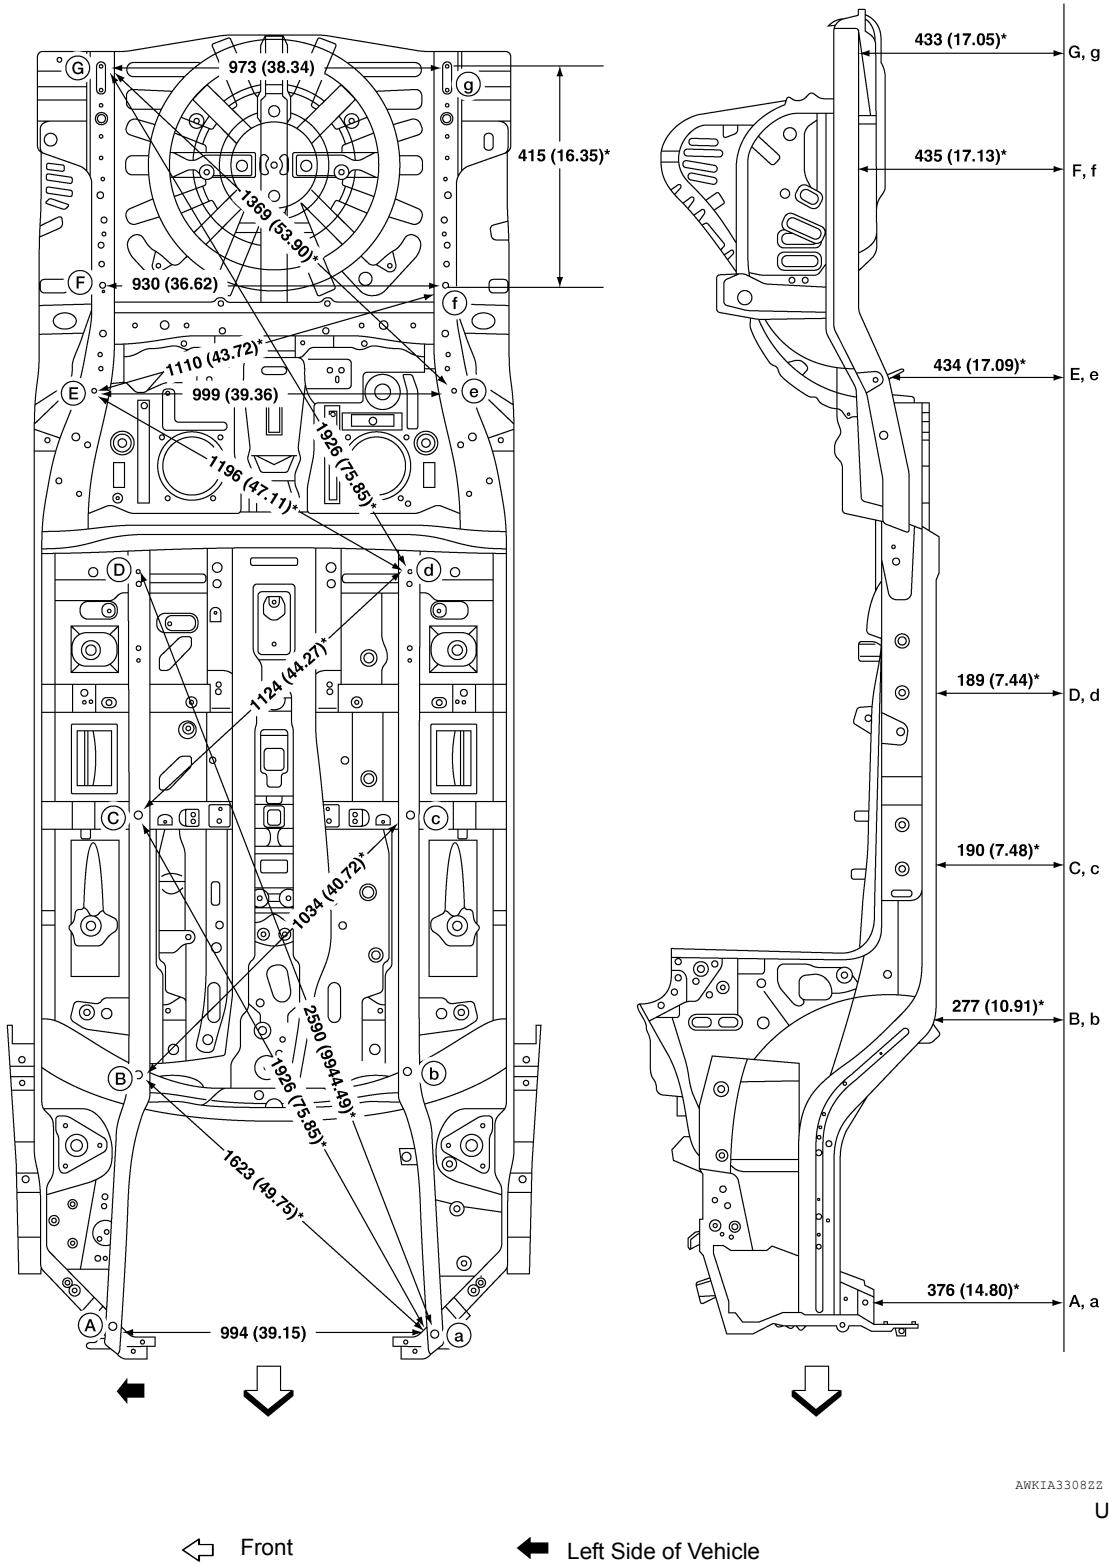 433 (17.05)*
G, g
G
973 (38.34)
g
415 (16.35)*
435 (17.13)*
F, f
1369 (53.90)*
F
930 (36.62)
f
1110 (43.72)*
434 (17.09)*
E, e
E
999 (39.36)
e
1926 (75.85)*
1196 (47.11)*
D
d
1124 (44.27)*
189 (7.44)*
D, d
C
c
190 (7.48)*
C, c
1034 (40.72)*
277 (10.91)*
B, b
2590 (9944.49)*
1926 (75.85)*
B
b
1623 (49.75)*
376 (14.80)*
A, a
A
994 (39.15)
a
AWKIA3308ZZ
U
Front
Left Side of Vehicle